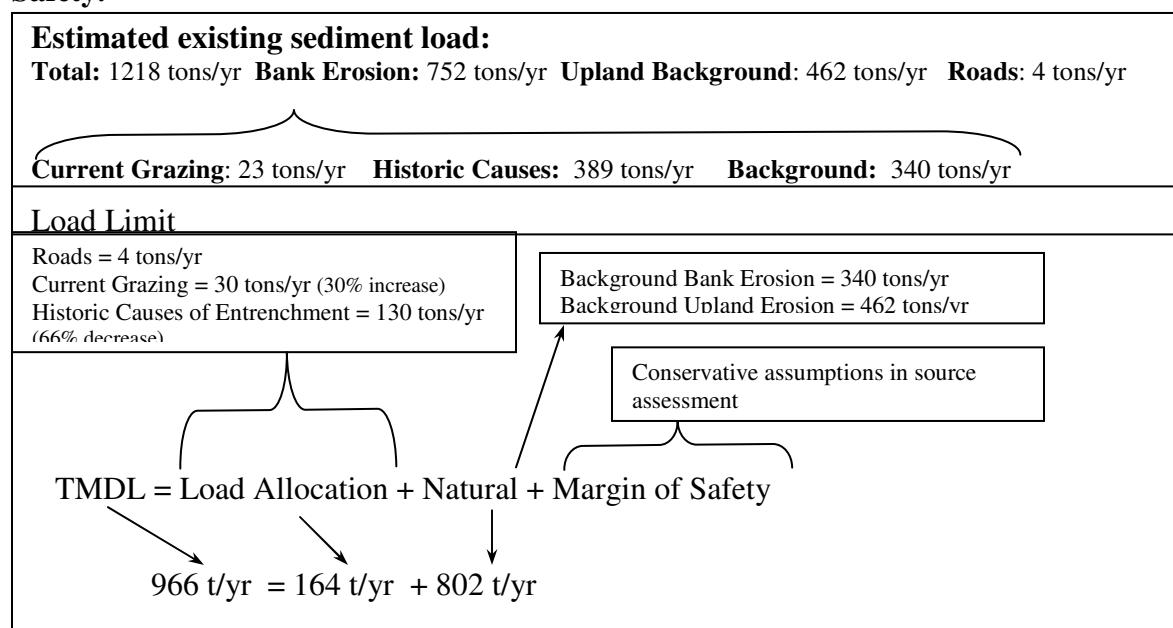 Safety.
Estimated existing sediment load:
Total: 1218 tons/yr Bank Erosion: 752 tons/yr Upland Background: 462 tons/yr Roads: 4 tons/yr
Current Grazing: 23 tons/yr Historic Causes: 389 tons/yr Background: 340 tons/yr
Load Limit
Roads = 4 tons/yr
Current Grazing = 30 tons/yr (30% increase)
Historic Causes of Entrenchment = 130 tons/yr
(66% decrease)
Background Bank Erosion = 340 tons/yr
Background Upland Erosion = 462 tons/yr
Conservative assumptions in source
assessment
TMDL = Load Allocation + Natural + Margin of Safety
966 t/yr = 164 t/yr + 802 t/yr